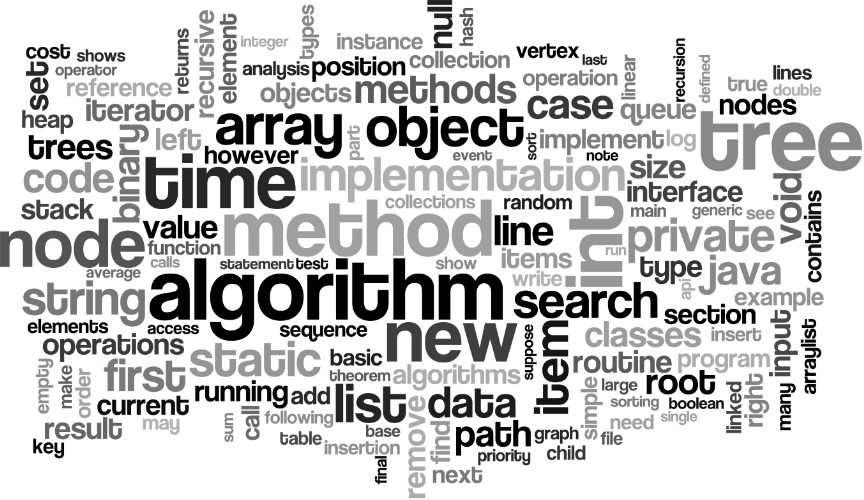 null
hash
types
recursive
cost
shows
returns
element
integer
instance
vertex
last
recursion
defined
lines
set
operator
analysis
position
collection
operation
linear
true
double
reference
objects
methods
case
queue
nodes
heap
iterator
array
object
tree
binary
left
part
sort
implement
log
trees
however
event
note
size
code
time
implementation
interface
void
contains
stack
collections
random
int
main
generic
see
value
method
line
private
node
function
items
run
average
calls
statement
test
show
write
type
api
java
string
algorithm
search
example
elements
access
sequence
new
suppose
item
section
classes
insert
input
arraylist
operations
static
basic
routine
program
empty
make
order
first
theorem
algorithms
simple
large
root
linked
right
many
current
running
add
list
data
sorting
boolean
single
result
may
sum
call
following
remove
find
path
graph
need
key
table
base
insertion
file
final
priority
child
next